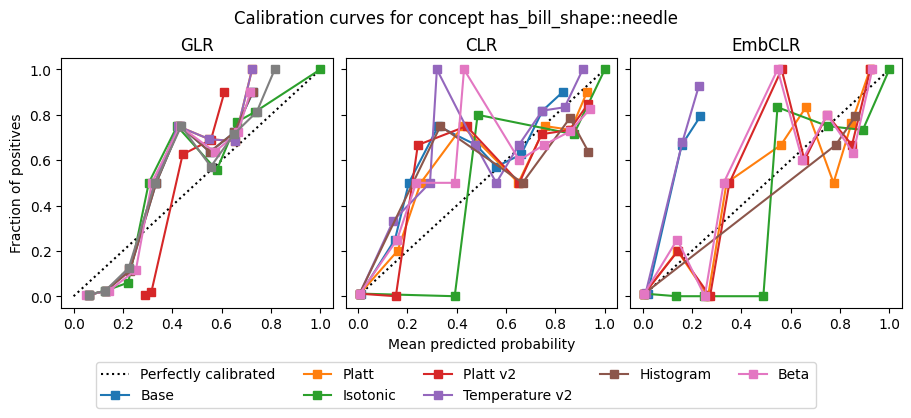 Calibration curves for concept has_bill_shape::needle
GLR
CLR
EmbCLR
Fraction of positives
1.0
0.8
0.6
0.4
0.2
0.0
0.0 0.2 0.4 0.6 0.8 1.0
0.0 0.2 0.4 0.6 0.8 1.0
0.0 0.2 0.4 0.6 0.8 1.0
Mean predicted probability
Perfectly calibrated
Base
Platt
Isotonic
Platt v2
Temperature v2
Histogram
Beta